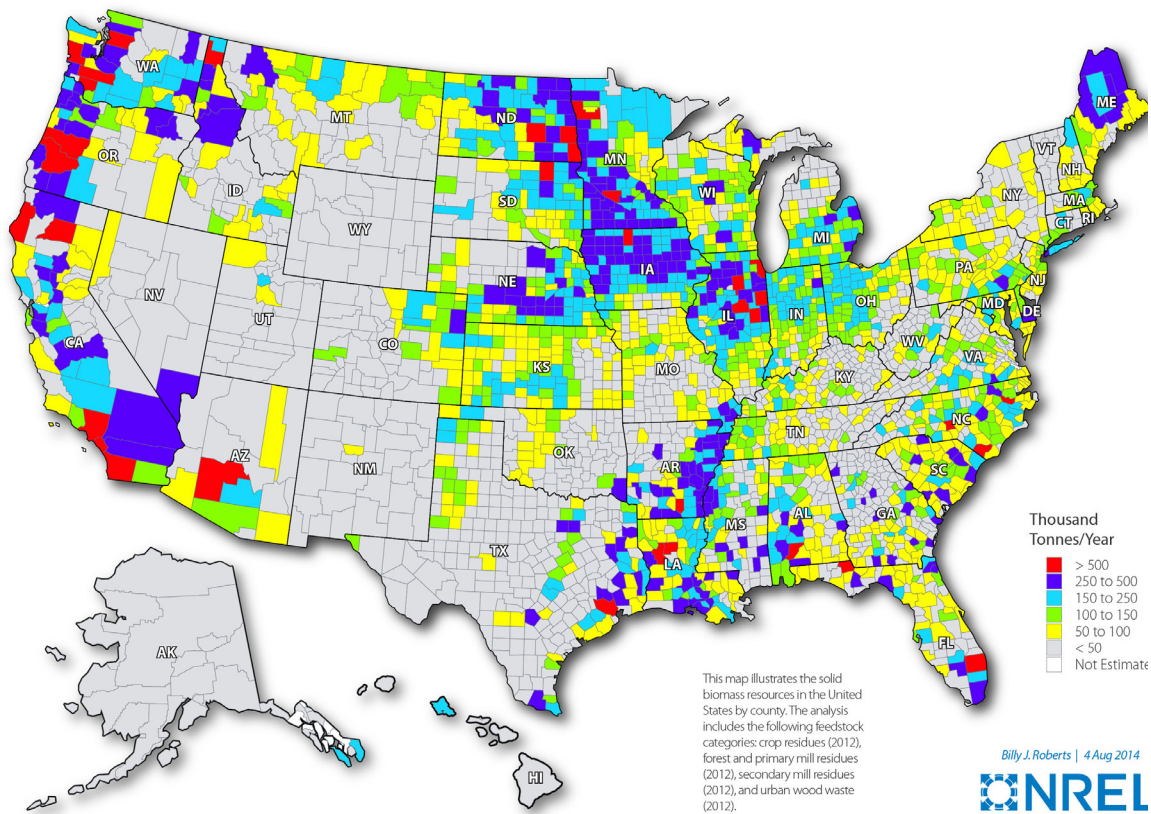 WA
MT
ND
MN
ME
OR
ID
WY
SD
WI
MI
VT
NH
NY
MA
CT
RI
NV
UT
CO
NE
IA
IL
IN
OH
PA
NJ
MD
DE
CA
KS
MO
WV
VA
KY
AZ
NM
OK
AR
TN
NC
SC
TX
LA
MS
AL
GA
FL
AK
HI
Thousand
Tonnes/Year
> 500
250 to 500
150 to 250
100 to 150
50 to 100
< 50
Not Estimate
This map illustrates the solid
biomass resources in the United
States by county. The analysis
includes the following feedstock
categories: crop residues (2012),
forest and primary mill residues
(2012), secondary mill residues
(2012), and urban wood waste
(2012).
Billy J. Roberts | 4 Aug 2014
NREL